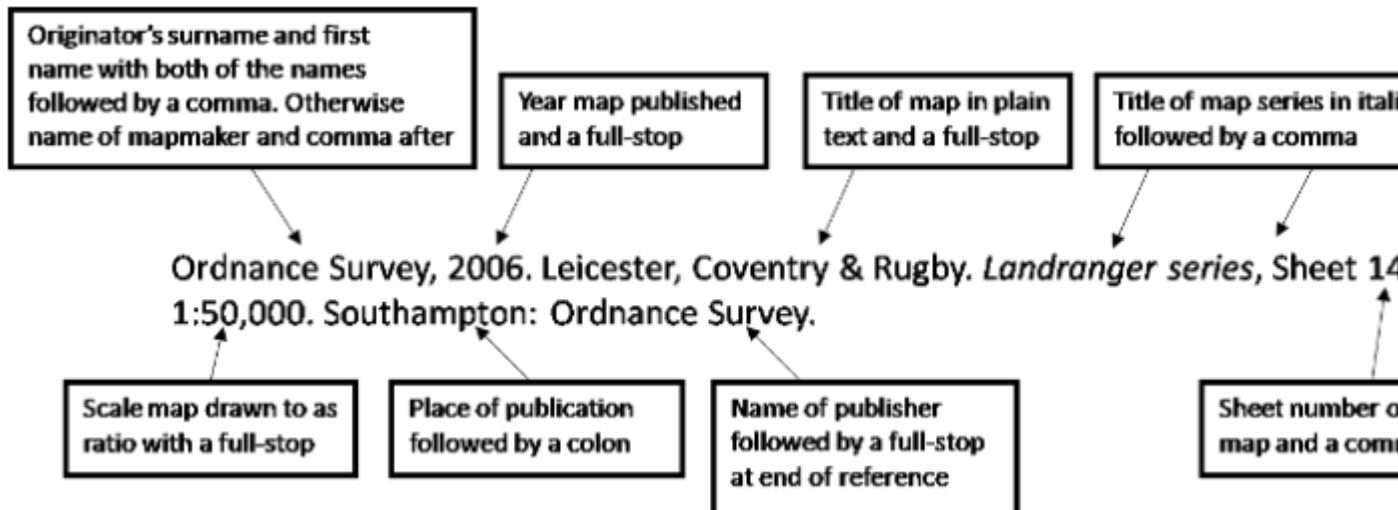 Originator's surname and first
name with both of the names
followed by a comma. Otherwise
name of mapmaker and comma after
Year map published
and a full-stop
Title of map in plain
text and a full-stop
Title of map series in itali
followed by a comma
Ordnance Survey, 2006. Leicester, Coventry & Rugby. Landranger series, Sheet 14
1:50,000. Southampton: Ordnance Survey.
Scale map drawn to as
ratio with a full-stop
Place of publication
followed by a colon
Name of publisher
followed by a full-stop
at end of reference
Sheet number o
map and a comm